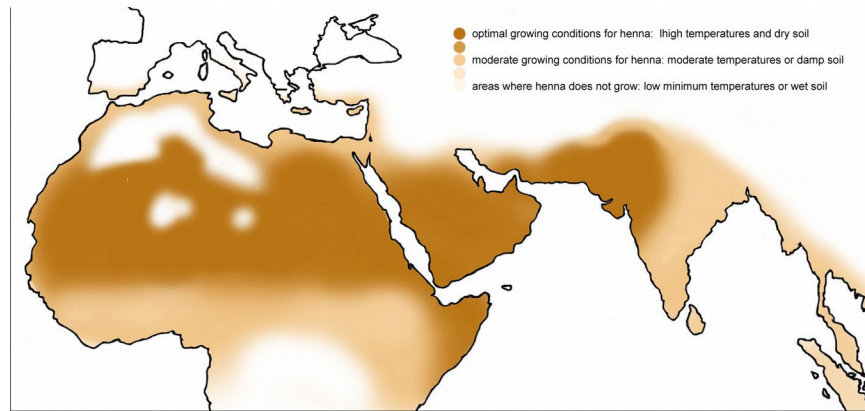 optimal growing conditions for henna: lhigh temperatures and dry soil
moderate growing conditions for henna: moderate temperatures or damp soil
areas where henna does not grow: low minimum temperatures or wet soil